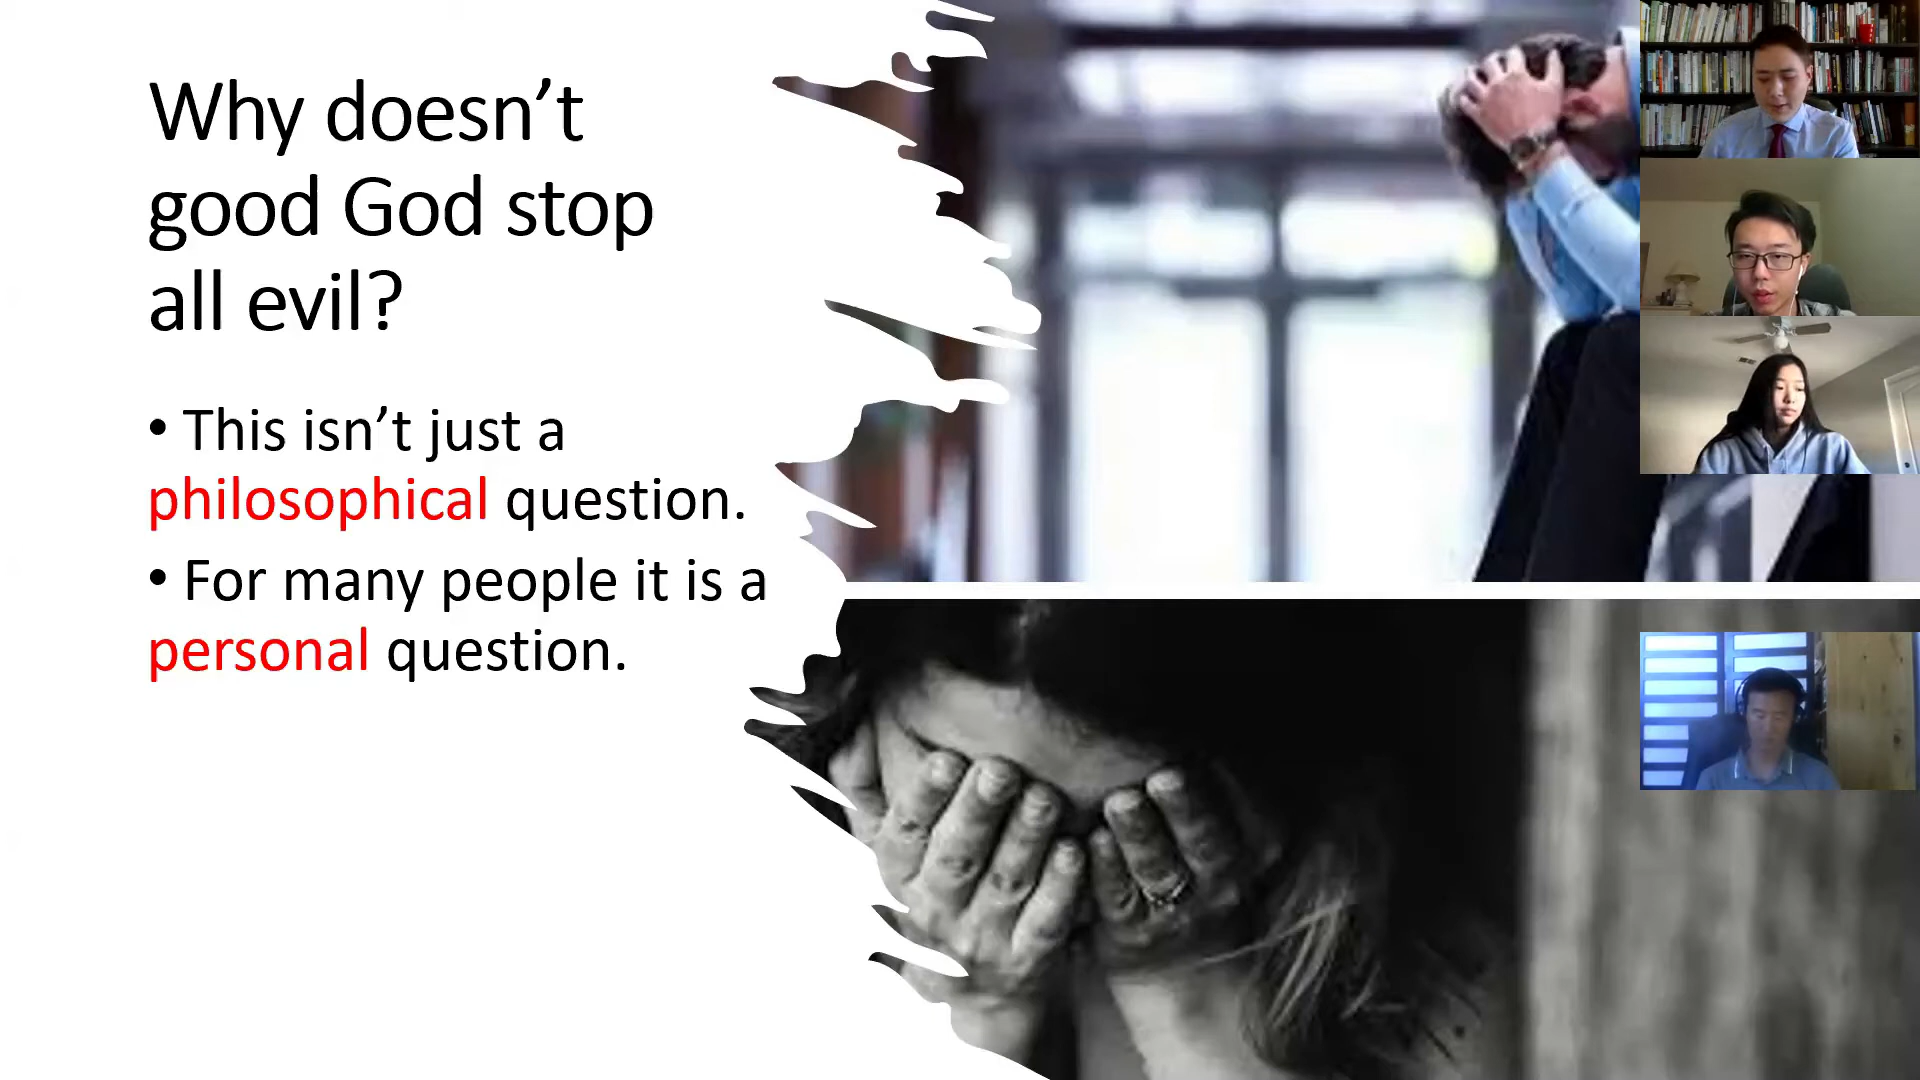 Why doesn’t
good God stop
all evil?
• This isn’t just a
philosophical question.
• For many people it is a
personal question.